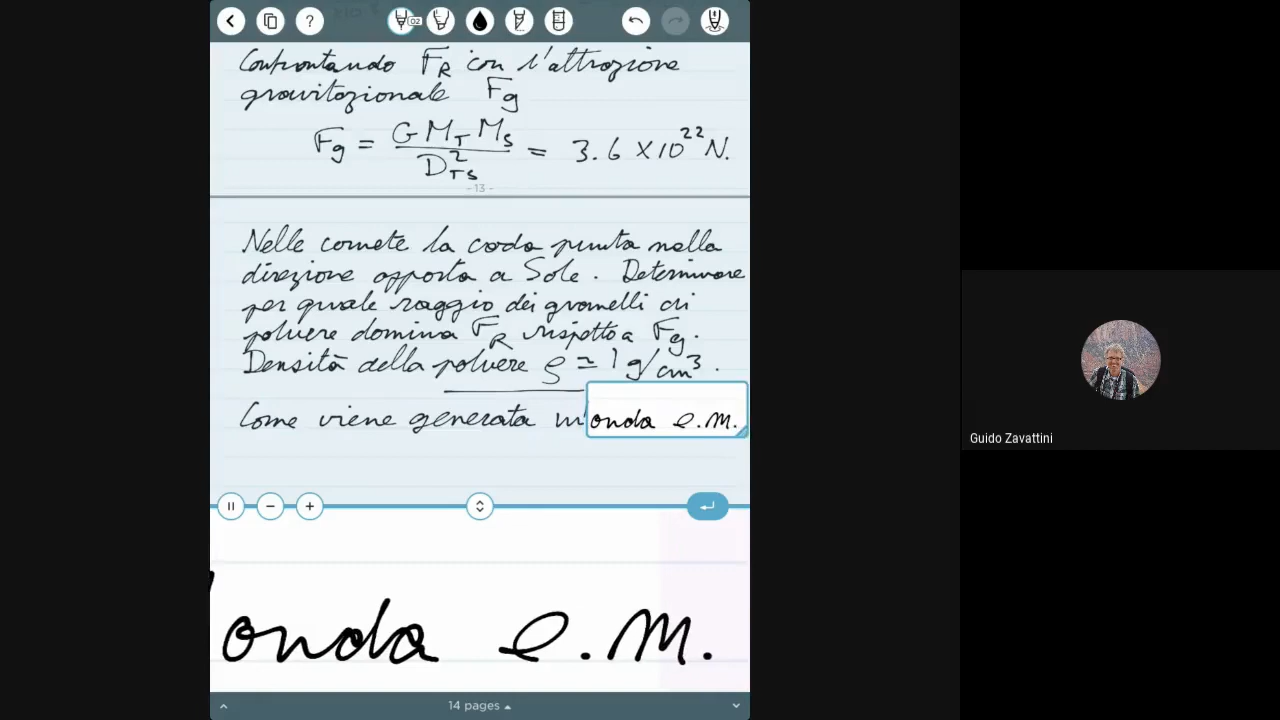 ?
02
Confrontando F_R con l'attrazione
gravitazionale F_g
F_g = G M_T M_S / D_TS^2 = 3.6 X 10^22 N.
- 13 -
Nelle comete la coda punta nella
direzione opposta a Sole. Determinare
per quale raggio dei granelli di
polvere domina F_R rispetto a F_g.
Densità della polvere ρ ≃ 1 g/cm^3.
Come viene generata un'onda e.m.
onda e.m.
14 pages
Guido Zavattini